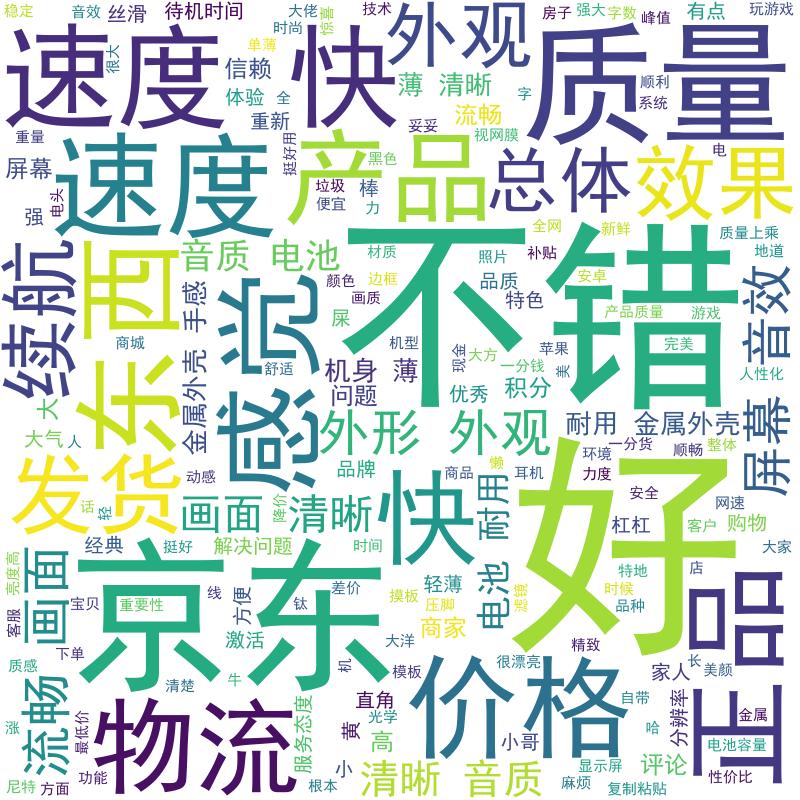 稳定 音效 丝滑 待机时间 大佬 惊喜 技术 外观 房子 强大 字数 峰值 有点 玩游戏
速度 快 质量
很大 时尚 单薄 信赖 薄 清晰 顺利
体验 全 流畅 字 系统
重量 重新 妥妥 视网膜 电
速度 挺好用 产品 黑色 总体 效果
屏幕 垃圾 棒
强 电头 便宜 力 全网 新鲜 质量上乘
续航 东西 音质 电池 材质 不错 照片 补贴 地道
手感 感觉 颜色 边框 品质 安卓 音效
画质 特色 产品质量 游戏
屎 机型
商城 现金 大方 苹果 完美
金属外壳 舒适 机身 薄 一分钱 美 人性化
大 问题 优秀 积分
大气 人 外形 外观 耐用 金属外壳 屏幕
发货 品牌 商品 懒 环境 一分货 顺畅 整体
动感 快 耳机 力度
话 轻 画面 清晰 降价 耐用 好 安全 网速
杠杠 客户 购物
经典 挺好 解决问题 时间 大家
亮度高 画面 京东 电池 特地 店 正品
宝贝 重要性 线 钛 差价 轻薄 滤镜 时候
客服 方便 摸板 压脚 品种
激活 商家
下单 大洋 精致
质感 机 模板 价格 很漂亮 家人 长 美颜
流畅 清楚 牛 直角 自带 分辨率
涨 最低价 物流 服务态度 黄 光学 哈 金属
高 小哥 电池容量
尼特 方面 功能 根本 小 清晰 音质 麻烦 显示屏 评论 性价比
复制粘贴